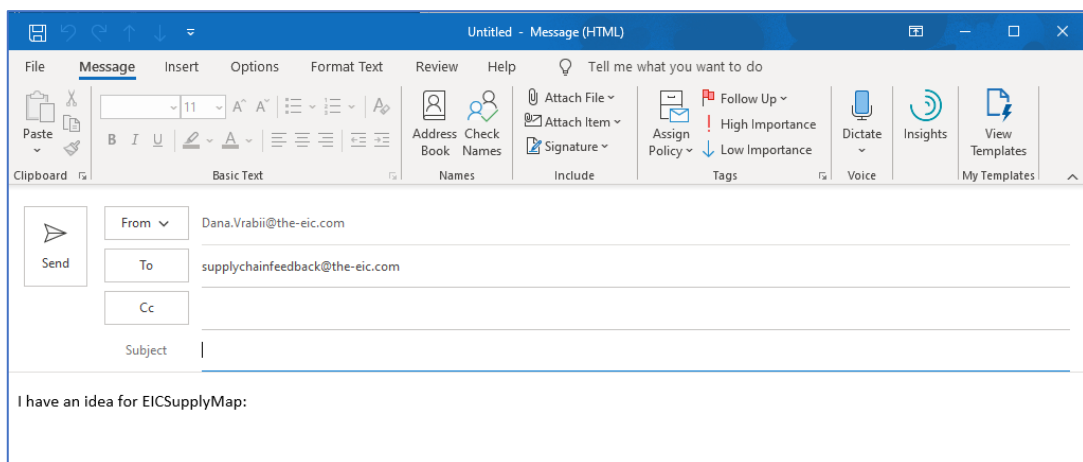 Untitled - Message (HTML)
File Message Insert Options Format Text Review Help Tell me what you want to do
Paste
Clipboard
11
B I U
Basic Text
Address Book
Check Names
Names
Attach File
Attach Item
Signature
Include
Assign Policy
Follow Up
High Importance
Low Importance
Tags
Dictate
Voice
Insights
View Templates
My Templates
Send
From Dana.Vrabii@the-eic.com
To supplychainfeedback@the-eic.com
Cc
Subject
I have an idea for EICSupplyMap: